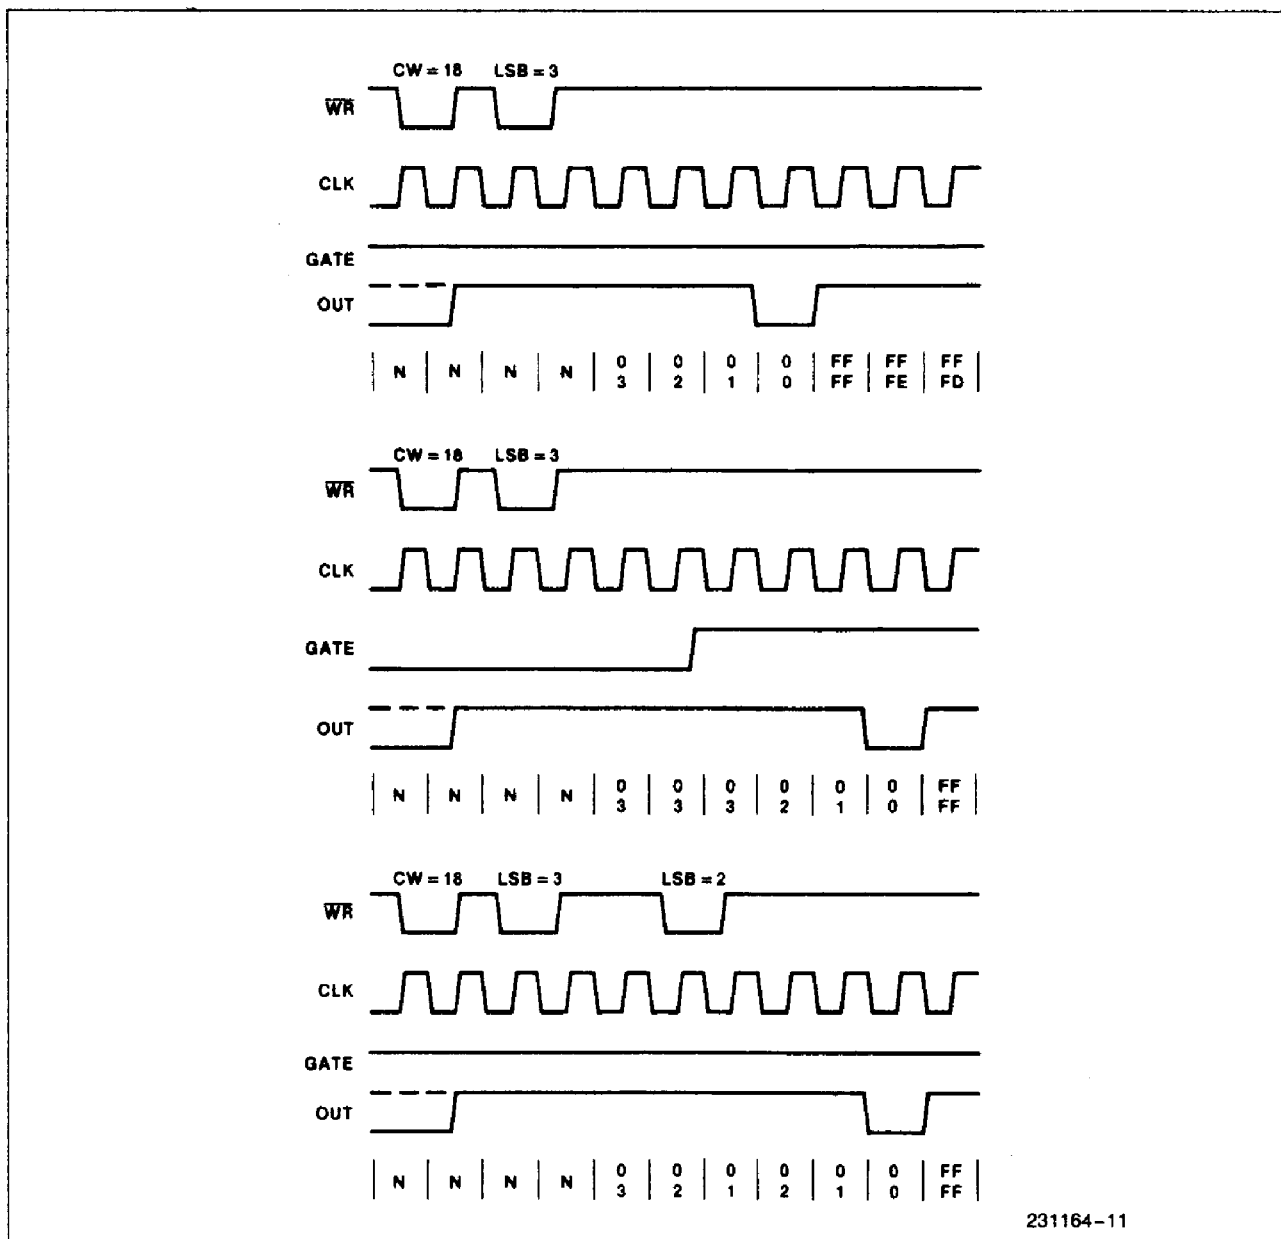 CW = 18 LSB = 3
WR
CLK
GATE
OUT
N N N N 0 0 0 0 FF FF FF
3 2 1 0 FF FE FD
CW = 18 LSB = 3
WR
CLK
GATE
OUT
N N N N 0 0 0 0 0 0 FF
3 3 3 2 1 0 FF
CW = 18 LSB = 3 LSB = 2
WR
CLK
GATE
OUT
N N N N 0 0 0 0 0 0 FF
3 2 1 2 1 0 FF
231164-11